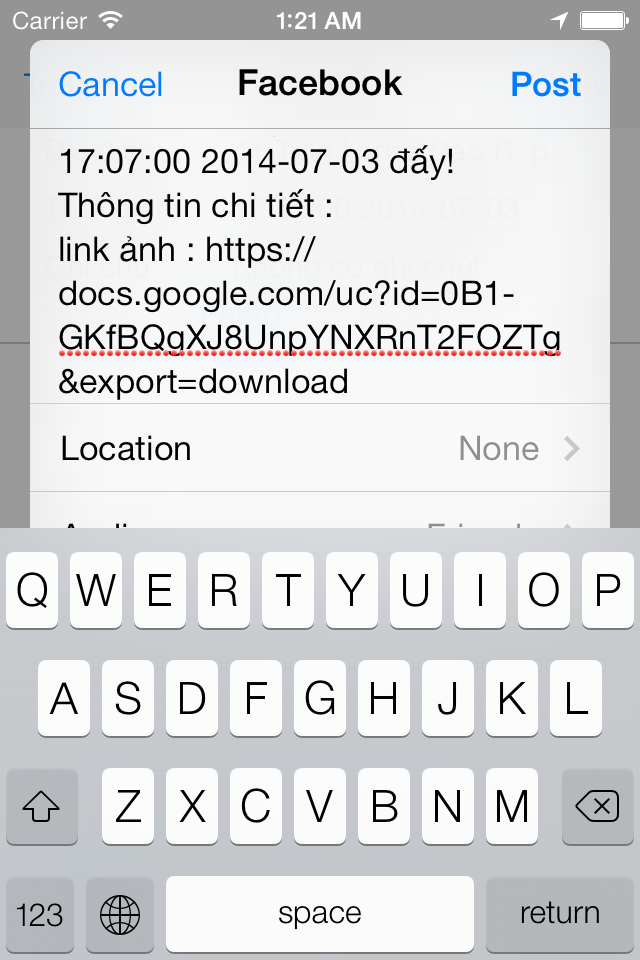 Carrier 1:21 AM
Cancel Facebook Post
17:07:00 2014-07-03 đấy!
Thông tin chi tiết :
link ảnh : https://
docs.google.com/uc?id=0B1-
GKfBQgXJ8UnpYNXRnT2FOZTg
&export=download
Location None
Q W E R T Y U I O P
A S D F G H J K L
Z X C V B N M
123 space return